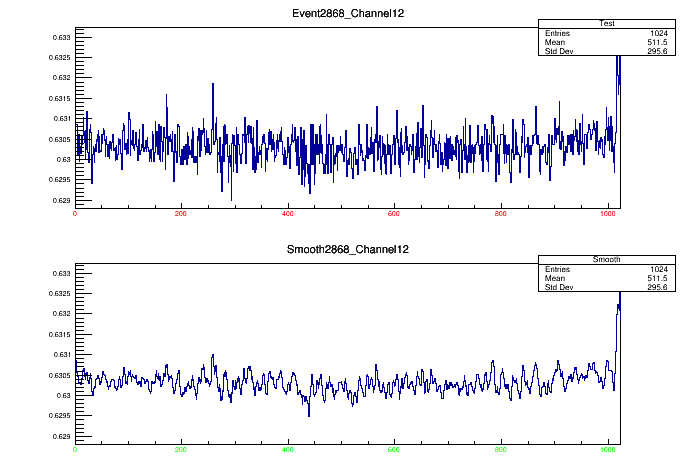 Event2868_Channel12
Test
Entries 1024
Mean 511.5
Std Dev 295.6
0.633
0.6325
0.632
0.6315
0.631
0.6305
0.63
0.6295
0.629
0 200 400 600 800 1000
Smooth2868_Channel12
Smooth
Entries 1024
Mean 511.5
Std Dev 295.6
0.633
0.6325
0.632
0.6315
0.631
0.6305
0.63
0.6295
0.629
0 200 400 600 800 1000